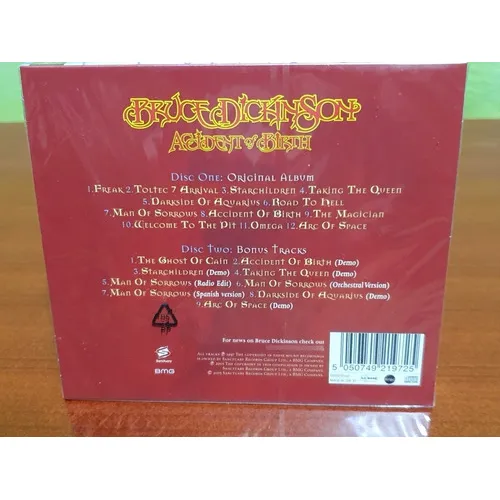 Bruce Dickinson
Accident of Birth
Disc One: Original Album
1.Freak 2.Toltec 7 Arrival 3.Starchildren 4.Taking The Queen
5.Darkside Of Aquarius 6.Road To Hell
7.Man Of Sorrows 8.Accident Of Birth 9.The Magician
10.Welcome To The Pit 11.Omega 12.Arc Of Space
Disc Two: Bonus Tracks
1.The Ghost Of Cain 2.Accident Of Birth (Demo)
3.Starchildren (Demo) 4.Taking The Queen (Demo)
5.Man Of Sorrows (Radio Edit) 6.Man Of Sorrows (Orchestral Version)
7.Man Of Sorrows (Spanish version) 8.Darkside Of Aquarius (Demo)
9.Arc Of Space (Demo)
For news on Bruce Dickinson check out
Sanctuary
BMG
5 050749 219725